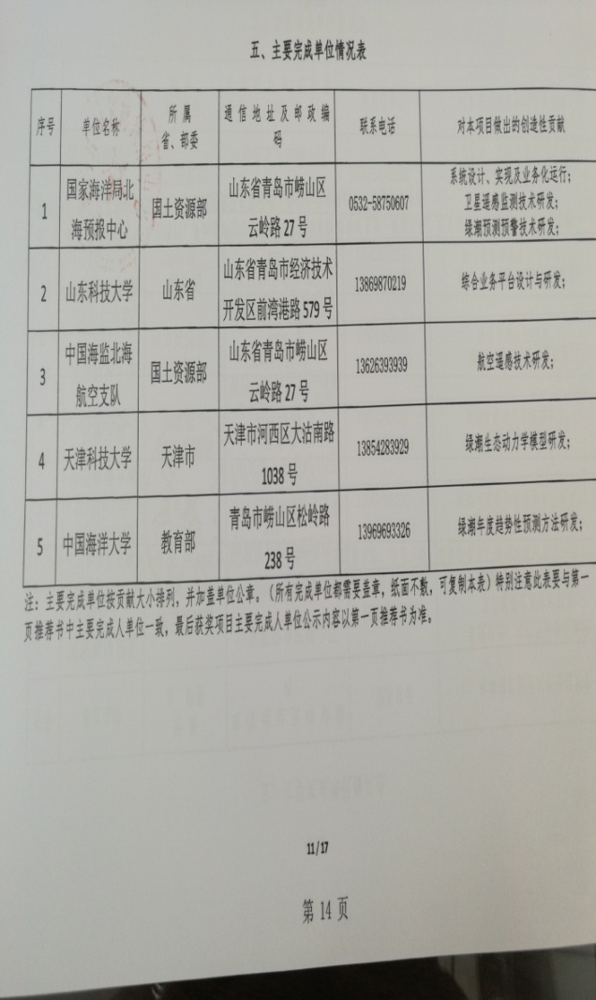 五、主要完成单位情况表
序号 单位名称 所属省、部委 通信地址及邮政编码 联系电话 对本项目做出的创造性贡献
1 国家海洋局北海预报中心 国土资源部 山东省青岛市崂山区云岭路27号 0532-58750607 系统设计、实现及业务化运行；卫星遥感监测技术研发；绿潮预测预警技术研发；
2 山东科技大学 山东省 山东省青岛市经济技术开发区前湾港路579号 13869870219 综合业务平台设计与研发；
3 中国海监北海航空支队 国土资源部 山东省青岛市崂山区云岭路27号 13626393939 航空遥感技术研发；
4 天津科技大学 天津市 天津市河西区大沽南路1038号 13854283929 绿潮生态动力学模型研发；
5 中国海洋大学 教育部 青岛市崂山区松岭路238号 13969693326 绿潮年度趋势性预测方法研发；
注：主要完成单位按贡献大小排列，并加盖单位公章。（所有完成单位都需要盖章，纸面不敷，可复制本表）特别注意此表要与第一
页推荐书中主要完成人单位一致，最后获奖项目主要完成人单位公示内容以第一页推荐书为准。
11/17
第 14 页